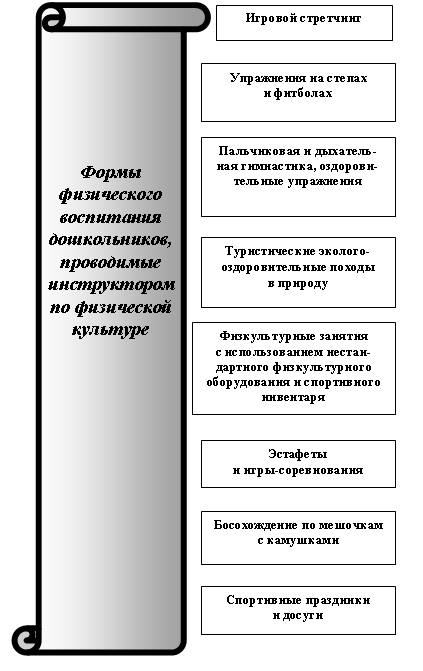 Формы
физического
воспитания
дошкольников,
проводимые
инструктором
по физической
культуре
Игровой стретчинг
Упражнения на степах
и фитболах
Пальчиковая и дыхатель-
ная гимнастика, оздорови-
тельные упражнения
Туристические эколого-
оздоровительные походы
в природу
Физкультурные занятия
с использованием нестан-
дартного физкультурного
оборудования и спортивного
инвентаря
Эстафеты
и игры-соревнования
Босохождение по мешочкам
с камушками
Спортивные праздники
и досуги